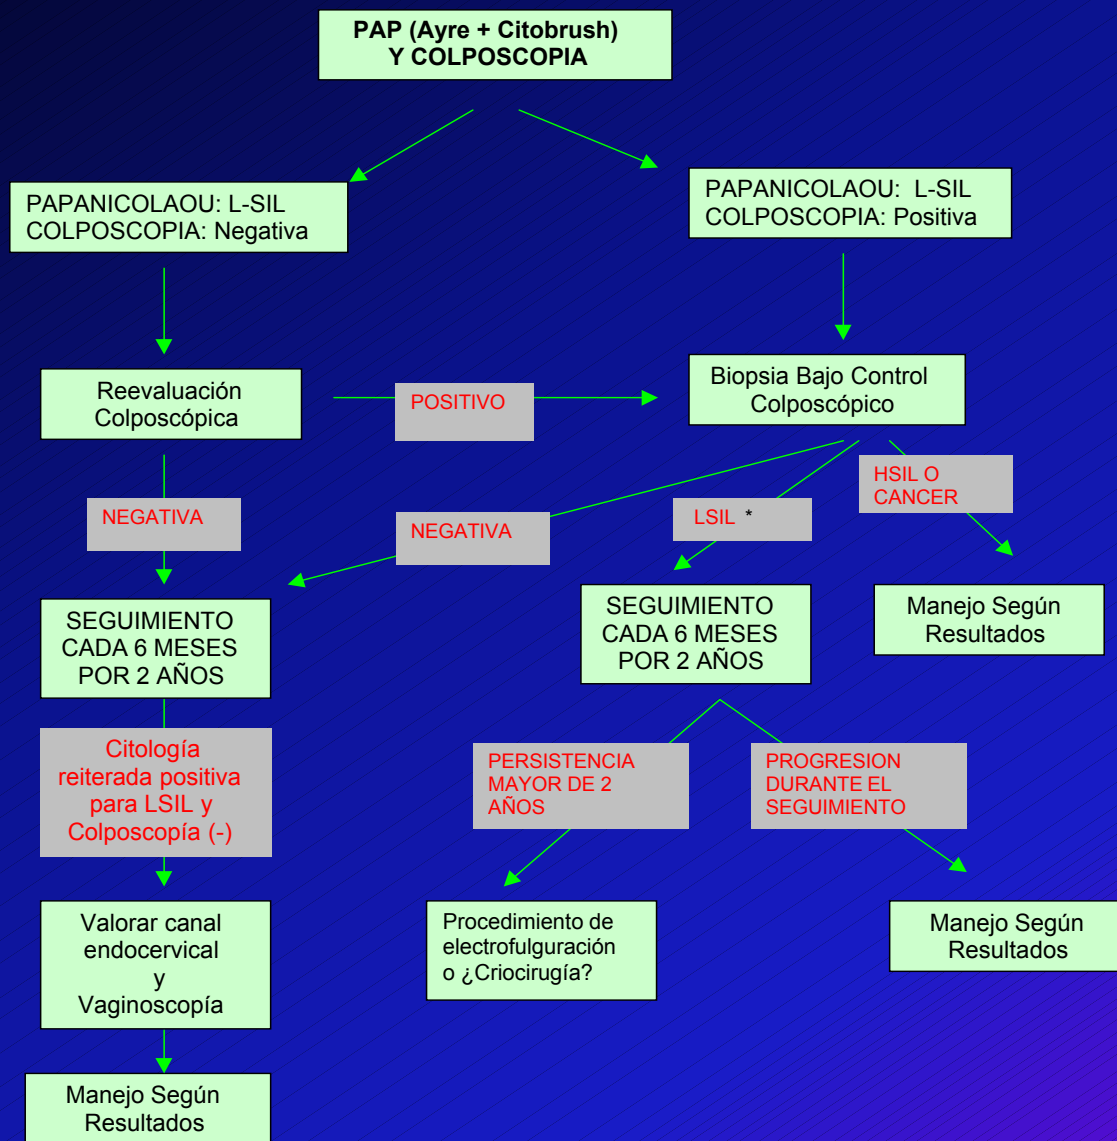 PAP (Ayre + Citobrush)
Y COLPOSCOPIA
PAPANICOLAOU: L-SIL
COLPOSCOPIA: Negativa
PAPANICOLAOU: L-SIL
COLPOSCOPIA: Positiva
Reevaluación
Colposcópica
POSITIVO
Biopsia Bajo Control
Colposcópico
NEGATIVA
NEGATIVA
LSIL *
HSIL O
CANCER
SEGUIMIENTO
CADA 6 MESES
POR 2 AÑOS
SEGUIMIENTO
CADA 6 MESES
POR 2 AÑOS
Manejo Según
Resultados
Citología
reiterada positiva
para LSIL y
Colposcopía (-)
PERSISTENCIA
MAYOR DE 2
AÑOS
PROGRESION
DURANTE EL
SEGUIMIENTO
Valorar canal
endocervical
y
Vaginoscopía
Procedimiento de
electrofulguración
o ¿Criocirugía?
Manejo Según
Resultados
Manejo Según
Resultados